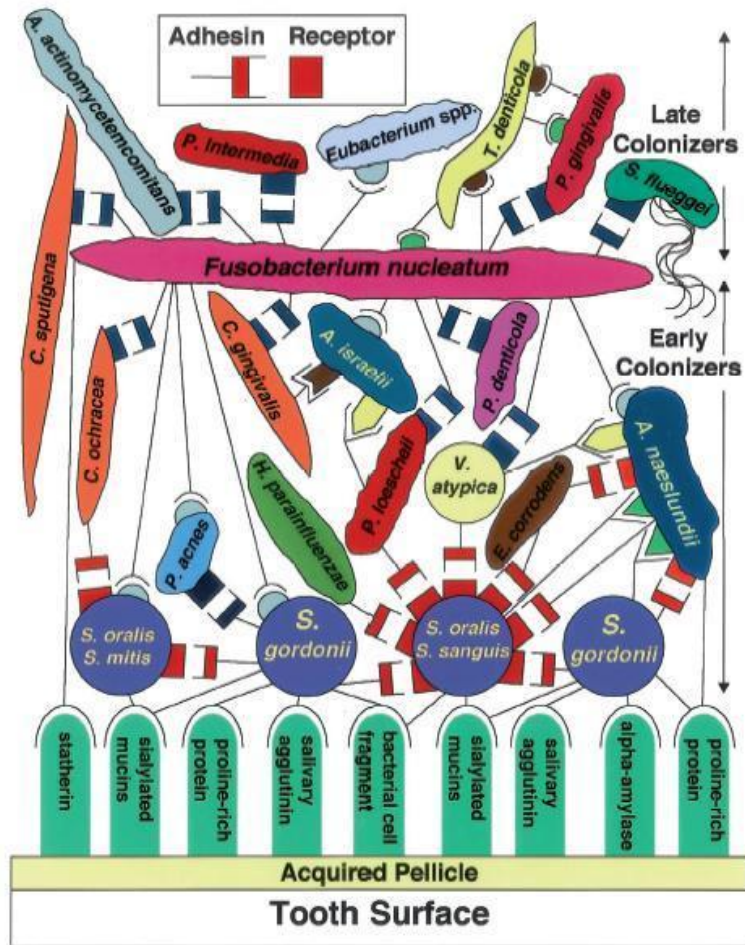 Adhesin Receptor
A. actinomycetemcomitans
P. Intermedia
Eubacterium spp.
T. denticola
P. gingivalis
Late
Colonizers
S. flueggei
Fusobacterium nucleatum
C. sputigena
C. ochracea
C. gingivalis
A. israelii
P. denticola
Early
Colonizers
P. loescheii
V.
atypica
E. corrodens
A. naeslundii
H. parainfluenzae
P. acnes
S. oralis
S. mitis
S.
gordonii
S. oralis
S. sanguis
S.
gordonii
statherin
sialylated
mucins
proline-rich
protein
salivary
agglutinin
bacterial cell
fragment
sialylated
mucins
salivary
agglutinin
alpha-amylase
proline-rich
protein
Acquired Pellicle
Tooth Surface